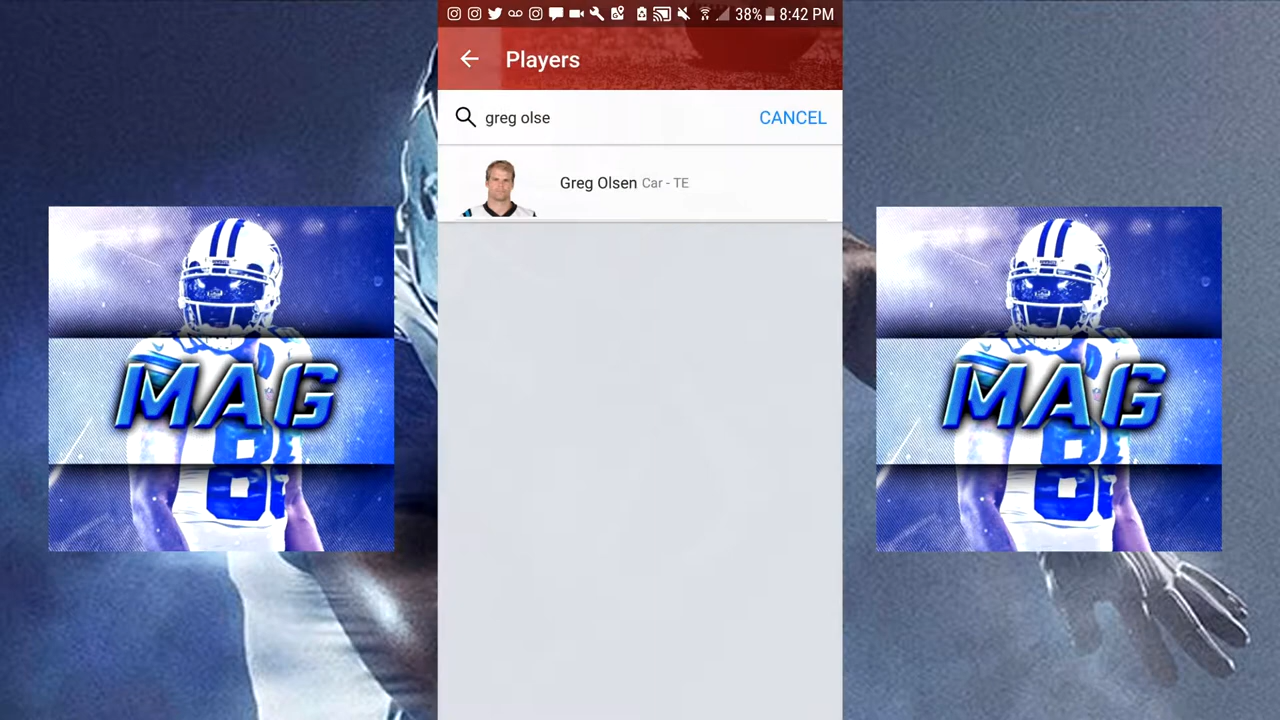 38% 8:42 PM
Players
greg olse
CANCEL
Greg Olsen Car - TE
MAG
MAG